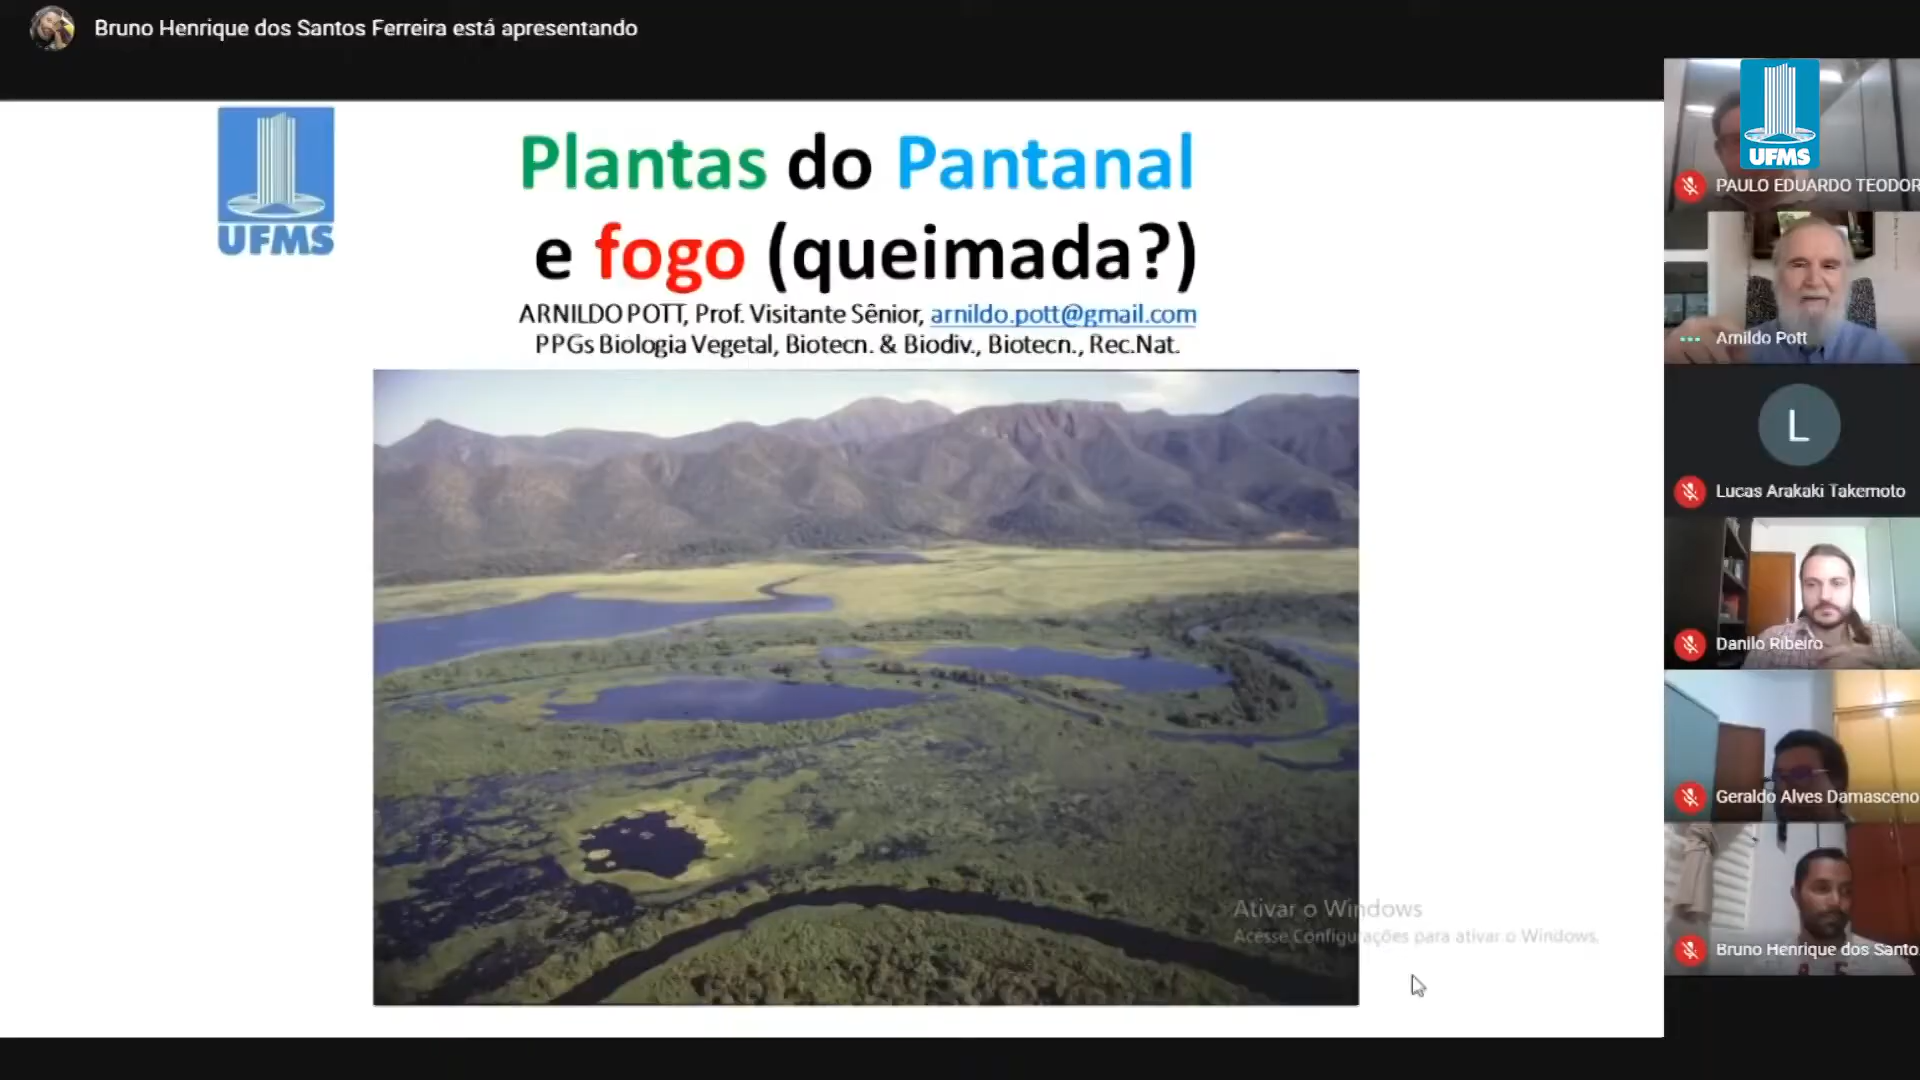 Bruno Henrique dos Santos Ferreira está apresentando
UFMS
Plantas do Pantanal
e fogo (queimada?)
ARNILDO POTT, Prof. Visitante Sênior, arnildo.pott@gmail.com
PPGs Biologia Vegetal, Biotecn. & Biodiv., Biotecn., Rec.Nat.
Ativar o Windows
Acesse Configurações para ativar o Windows.
UFMS
PAULO EDUARDO TEODOR
Arnildo Pott
L
Lucas Arakaki Takemoto
Danilo Ribeiro
Geraldo Alves Damasceno
Bruno Henrique dos Santo